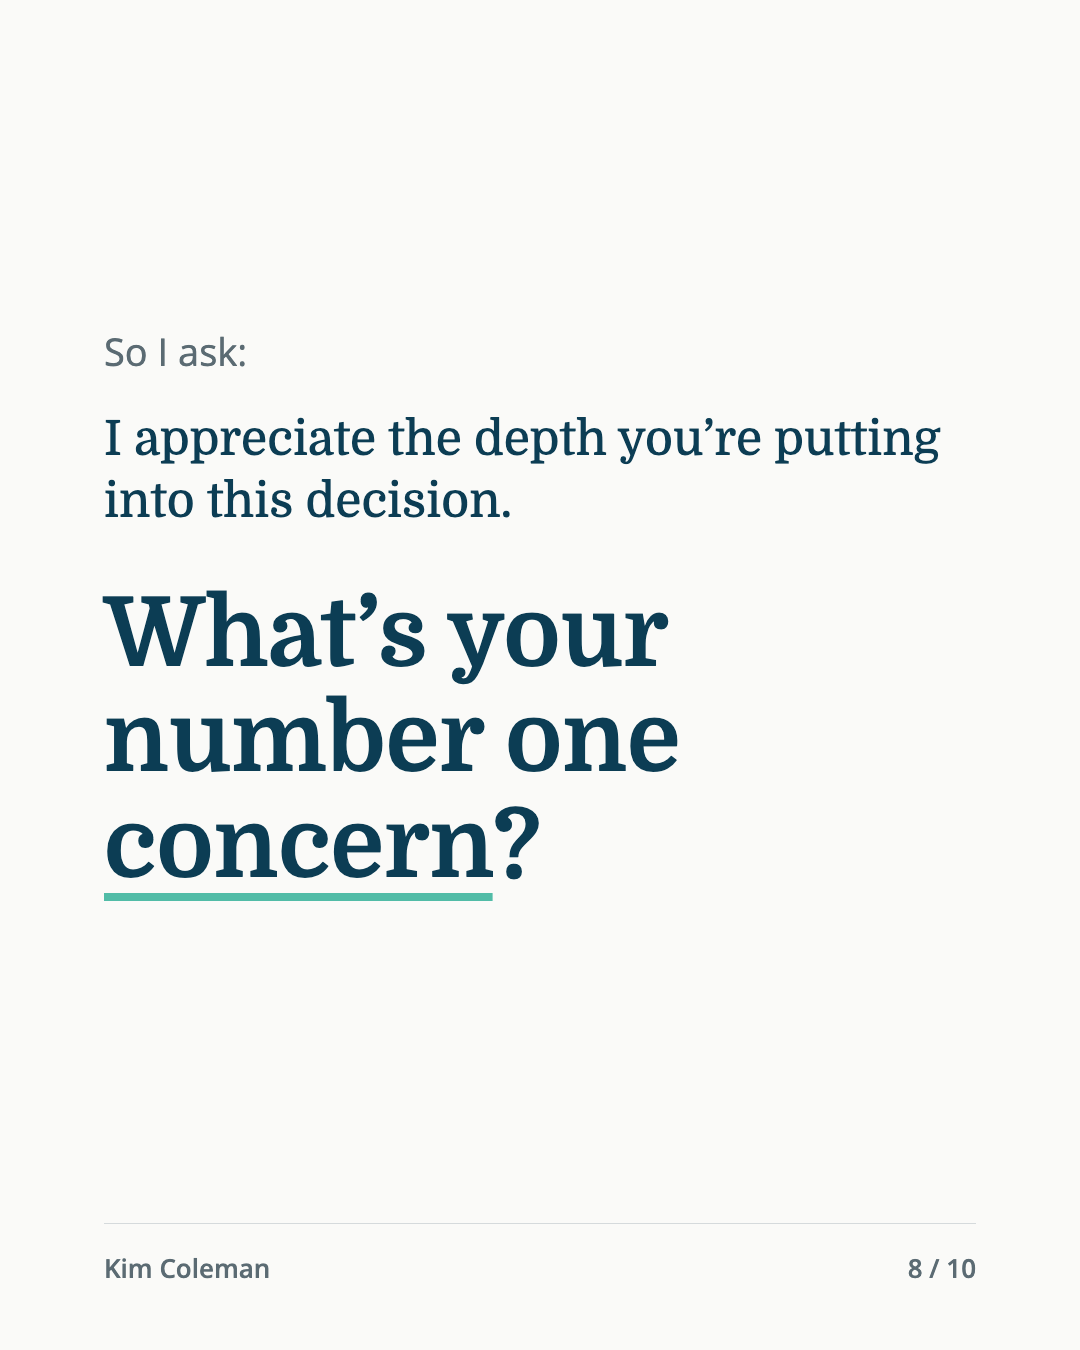 So I ask:
I appreciate the depth you’re putting
into this decision.
What’s your
number one
concern?
Kim Coleman
8 / 10